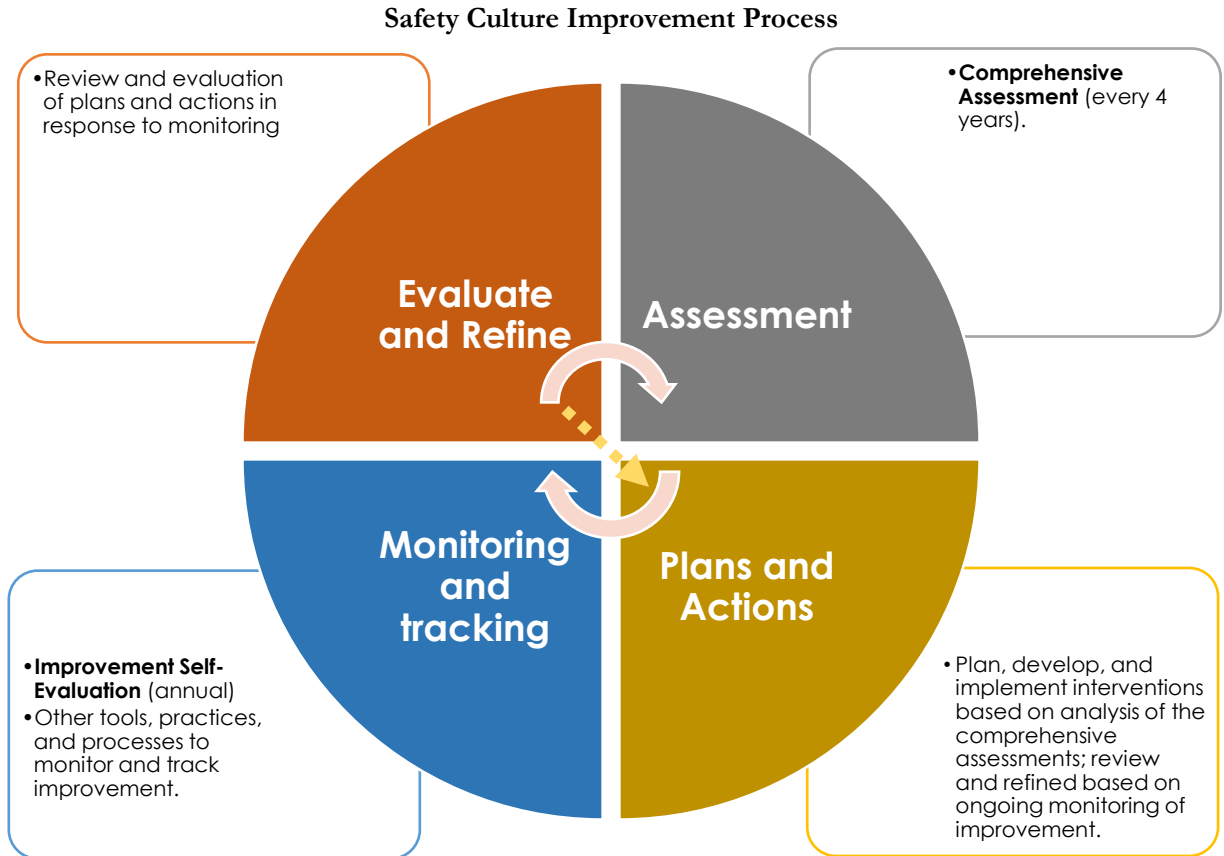 Safety Culture Improvement Process
•Review and evaluation
of plans and actions in
response to monitoring
•Comprehensive
Assessment (every 4
years).
Evaluate
and Refine
Assessment
Monitoring
and
tracking
Plans and
Actions
•Improvement Self-
Evaluation (annual)
•Other tools, practices,
and processes to
monitor and track
improvement.
• Plan, develop, and
implement interventions
based on analysis of the
comprehensive
assessments; review
and refined based on
ongoing monitoring of
improvement.